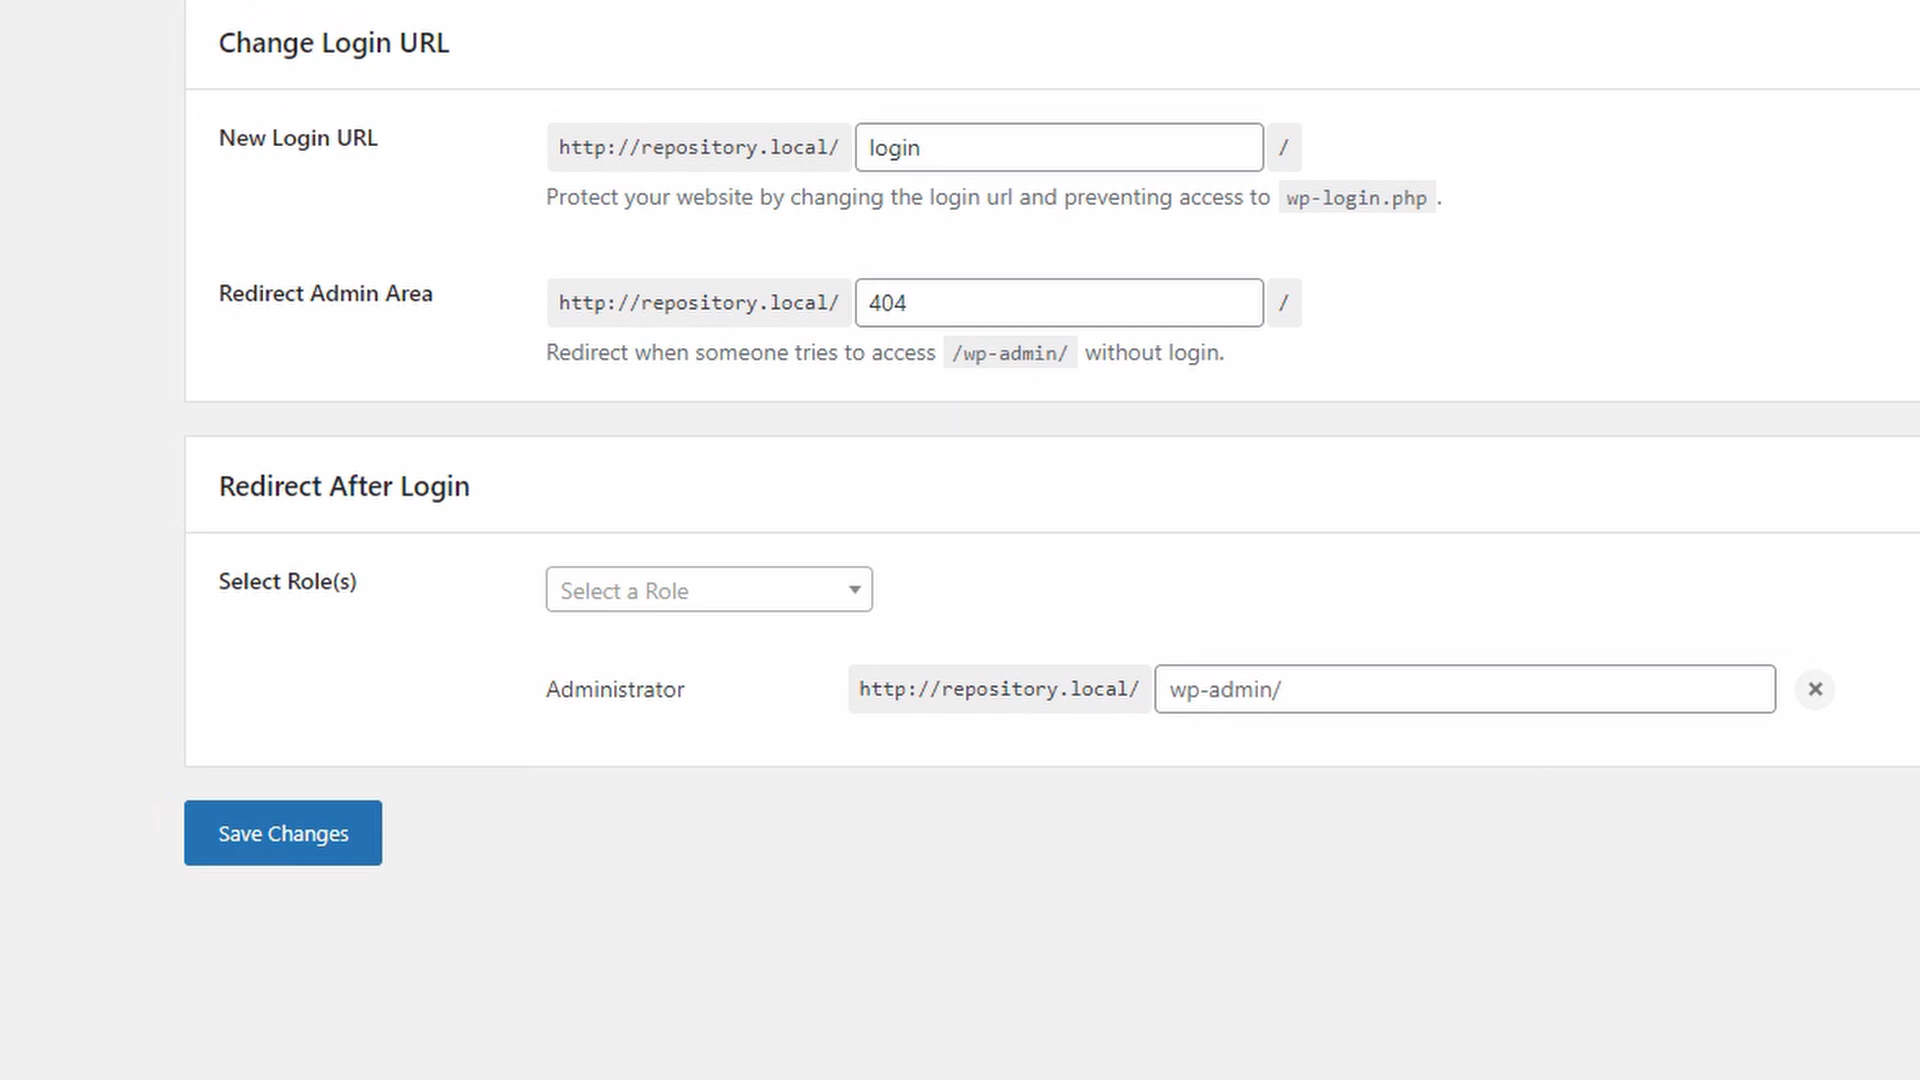 Change Login URL
New Login URL
http://repository.local/ login /
Protect your website by changing the login url and preventing access to wp-login.php .
Redirect Admin Area
http://repository.local/ 404 /
Redirect when someone tries to access /wp-admin/ without login.
Redirect After Login
Select Role(s)
Select a Role
Administrator http://repository.local/ wp-admin/
Save Changes